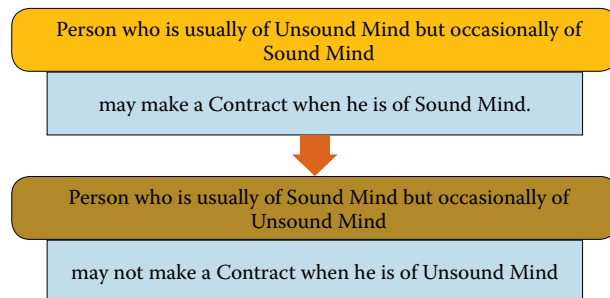 Person who is usually of Unsound Mind but occasionally of
Sound Mind
may make a Contract when he is of Sound Mind.
Person who is usually of Sound Mind but occasionally of
Unsound Mind
may not make a Contract when he is of Unsound Mind